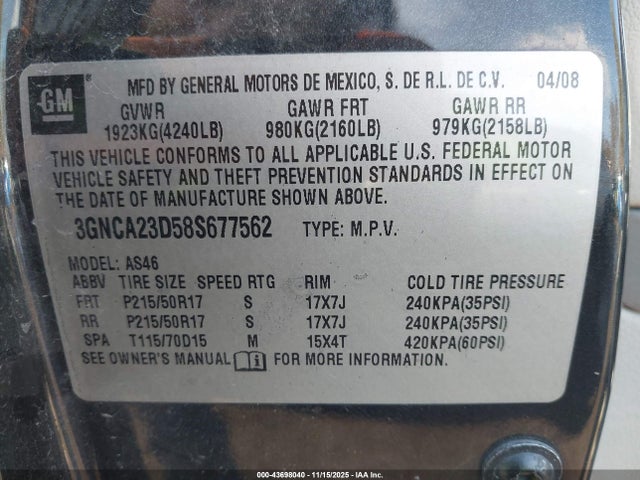 GM ®
MFD BY GENERAL MOTORS DE MEXICO, S. DE R.L. DE C.V. 04/08
GVWR GAWR FRT GAWR RR
1923KG(4240LB) 980KG(2160LB) 979KG(2158LB)
THIS VEHICLE CONFORMS TO ALL APPLICABLE U.S. FEDERAL MOTOR
VEHICLE SAFETY AND THEFT PREVENTION STANDARDS IN EFFECT ON
THE DATE OF MANUFACTURE SHOWN ABOVE.
3GNCA23D58S677562 TYPE: M.P.V.
MODEL: AS46
ABBV TIRE SIZE SPEED RTG RIM COLD TIRE PRESSURE
FRT P215/50R17 S 17X7J 240KPA(35PSI)
RR P215/50R17 S 17X7J 240KPA(35PSI)
SPA T115/70D15 M 15X4T 420KPA(60PSI)
SEE OWNER'S MANUAL FOR MORE INFORMATION.
000-43698040 - 11/15/2025 - IAA Inc.